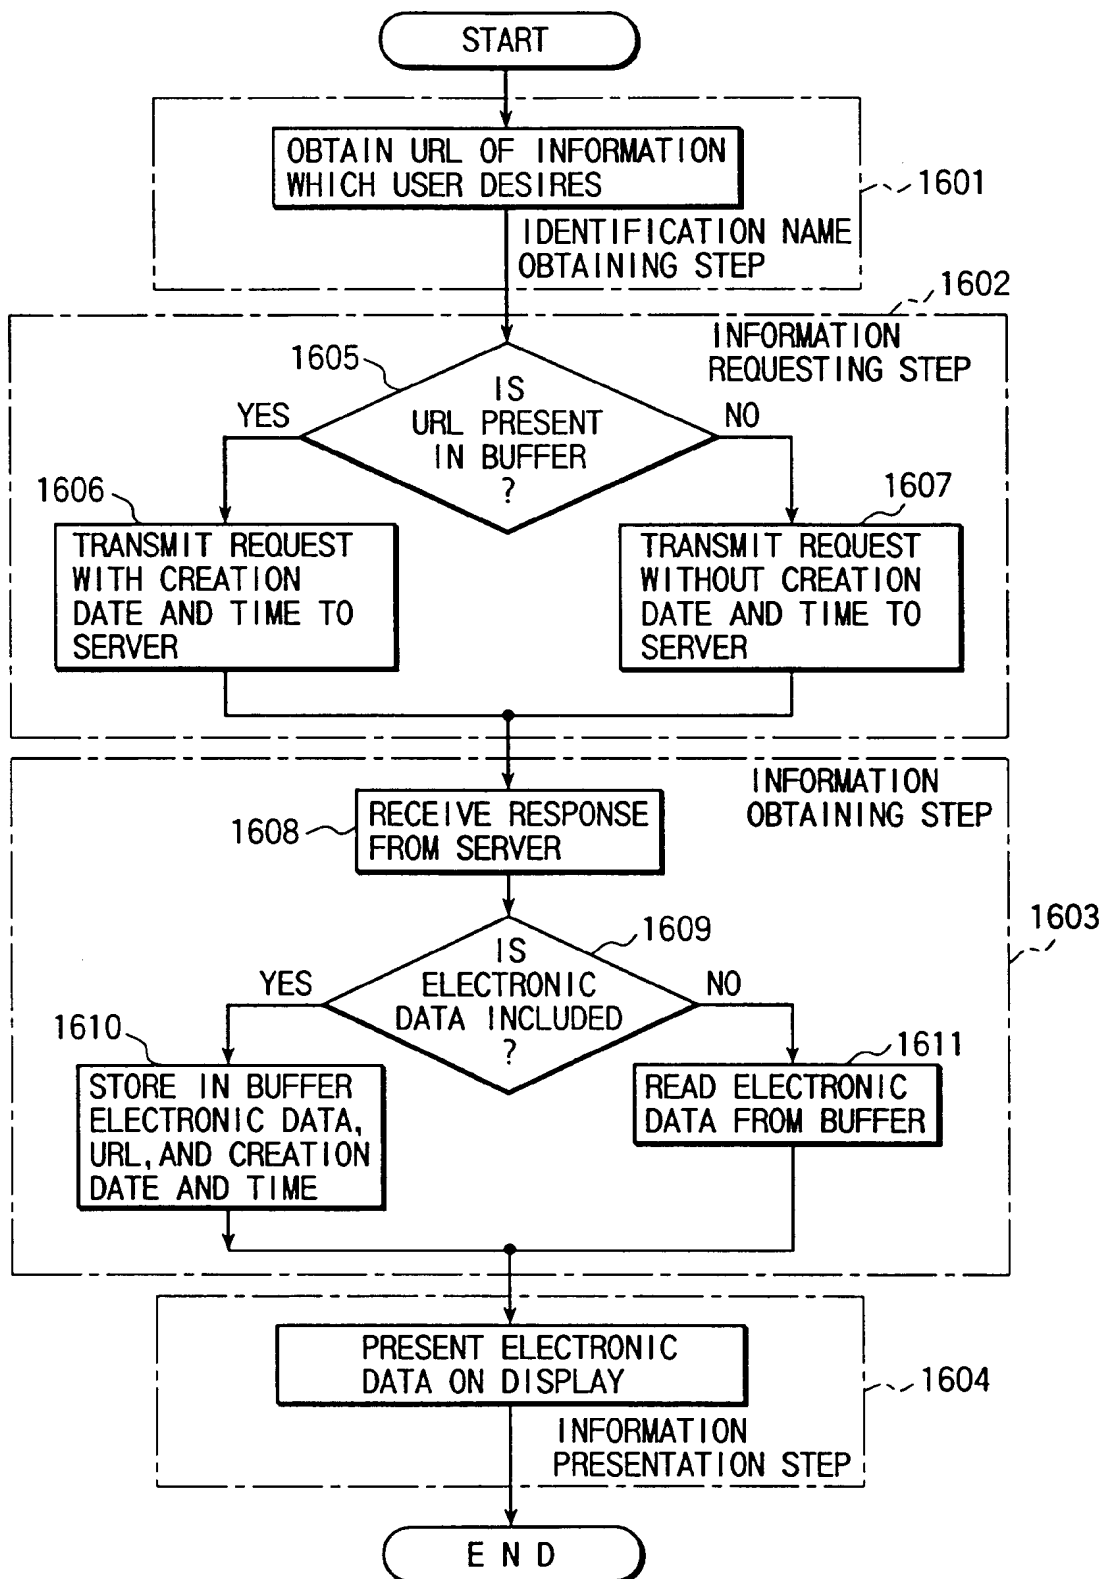 START
OBTAIN URL OF INFORMATION
WHICH USER DESIRES
1601
IDENTIFICATION NAME
OBTAINING STEP
1602
INFORMATION
REQUESTING STEP
1605
IS
URL PRESENT
IN BUFFER
?
YES
NO
1606
TRANSMIT REQUEST
WITH CREATION
DATE AND TIME TO
SERVER
1607
TRANSMIT REQUEST
WITHOUT CREATION
DATE AND TIME TO
SERVER
INFORMATION
OBTAINING STEP
1608
RECEIVE RESPONSE
FROM SERVER
1603
1609
IS
ELECTRONIC
DATA INCLUDED
?
YES
NO
1610
STORE IN BUFFER
ELECTRONIC DATA,
URL, AND CREATION
DATE AND TIME
1611
READ ELECTRONIC
DATA FROM BUFFER
PRESENT ELECTRONIC
DATA ON DISPLAY
1604
INFORMATION
PRESENTATION STEP
END